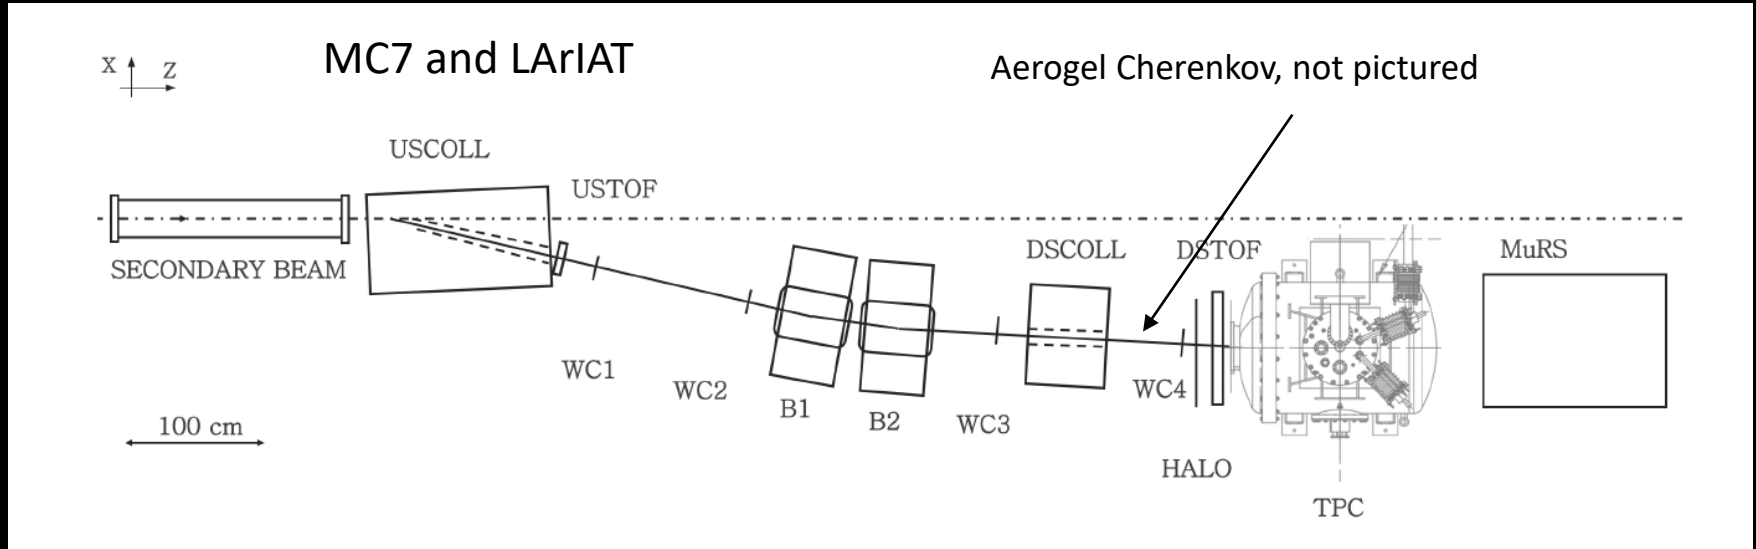 MC7 and LArIAT
Aerogel Cherenkov, not pictured
X
Z
USCOLL
USTOF
SECONDARY BEAM
DSCOLL
DSTOF
MuRS
WC1
WC2
B1
B2
WC3
WC4
100 cm
HALO
TPC